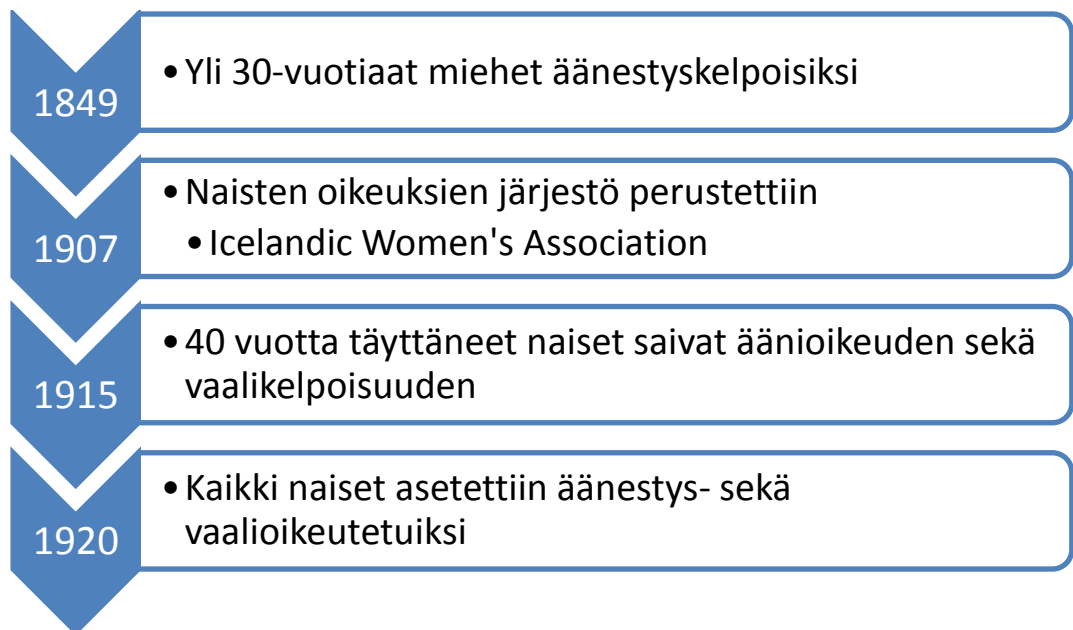 1849
• Yli 30-vuotiaat miehet äänestyskelpoisiksi
1907
• Naisten oikeuksien järjestö perustettiin
• Icelandic Women's Association
1915
• 40 vuotta täyttäneet naiset saivat äänioikeuden sekä
vaalikelpoisuuden
1920
• Kaikki naiset asetettiin äänestys- sekä
vaalioikeutetuiksi